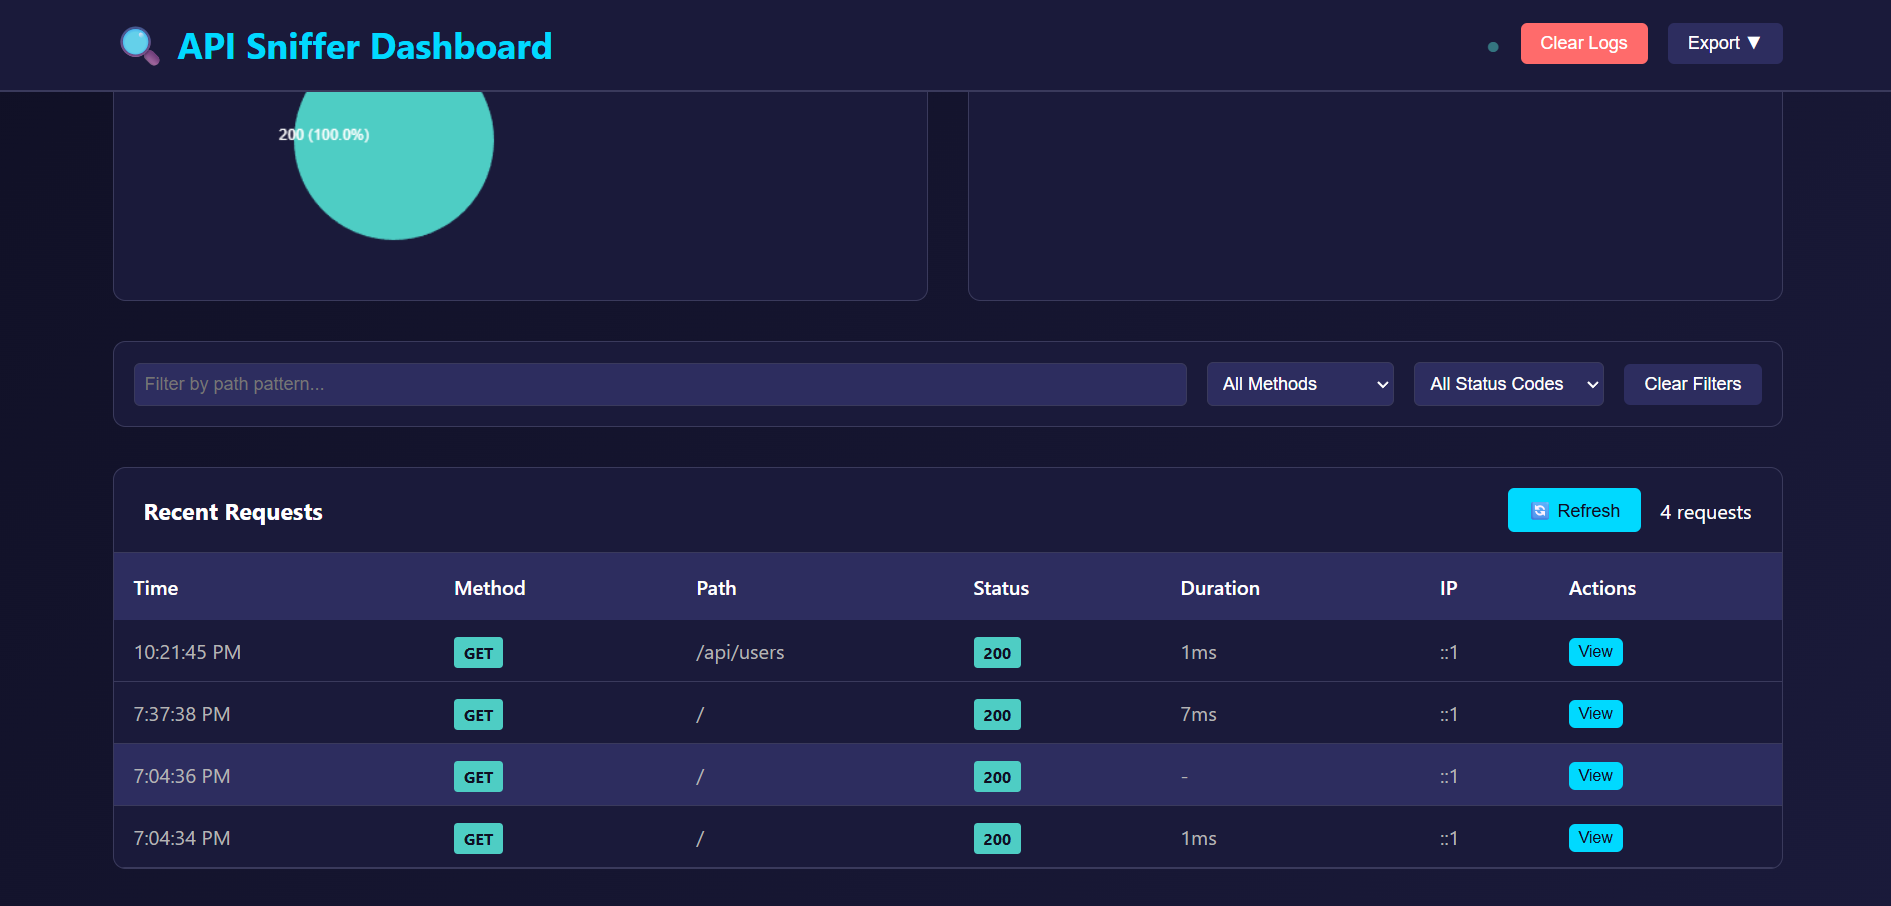 API Sniffer Dashboard
Clear Logs
Export ▼
200 (100.0%)
Filter by path pattern...
All Methods
All Status Codes
Clear Filters
Recent Requests
Refresh
4 requests
Time Method Path Status Duration IP Actions
10:21:45 PM GET /api/users 200 1ms ::1 View
7:37:38 PM GET / 200 7ms ::1 View
7:04:36 PM GET / 200 - ::1 View
7:04:34 PM GET / 200 1ms ::1 View